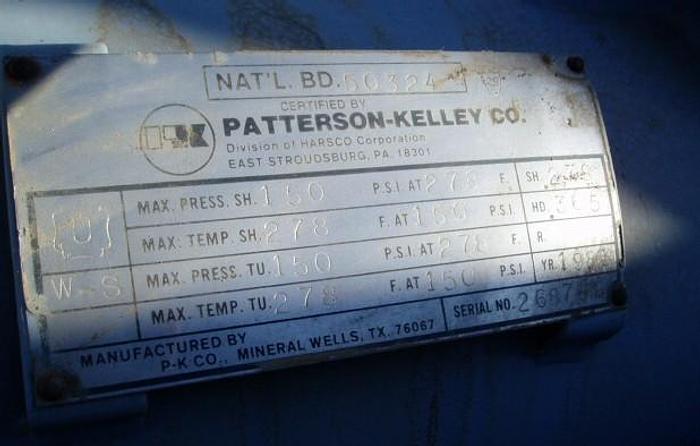 NAT'L. BD. 50324
CERTIFIED BY
PATTERSON-KELLEY CO.
Division of HARSCO Corporation
EAST STROUDSBURG, PA. 18301
U
W-S
MAX. PRESS. SH. 150 P.S.I. AT 278 F. SH.
MAX. TEMP. SH. 278 F. AT 150 P.S.I. HD. .365
MAX. PRESS. TU. 150 P.S.I. AT 278 F. R.
MAX. TEMP. TU. 278 F. AT 150 P.S.I. YR.
MANUFACTURED BY
P-K CO., MINERAL WELLS, TX. 76067
SERIAL NO.